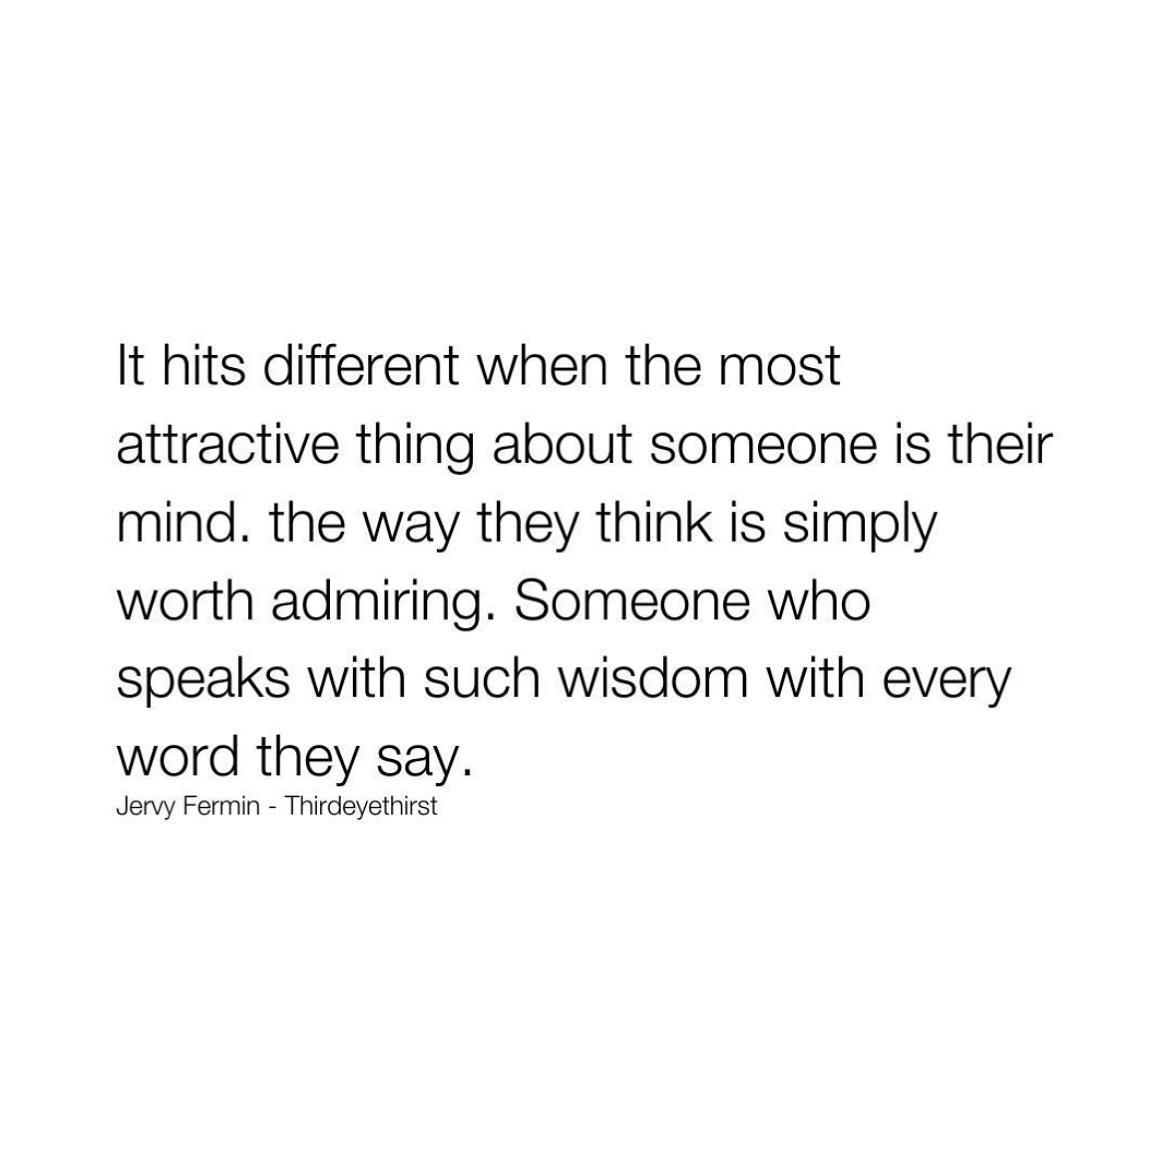 It hits different when the most
attractive thing about someone is their
mind. the way they think is simply
worth admiring. Someone who
speaks with such wisdom with every
word they say.
Jervy Fermin - Thirdeyethirst